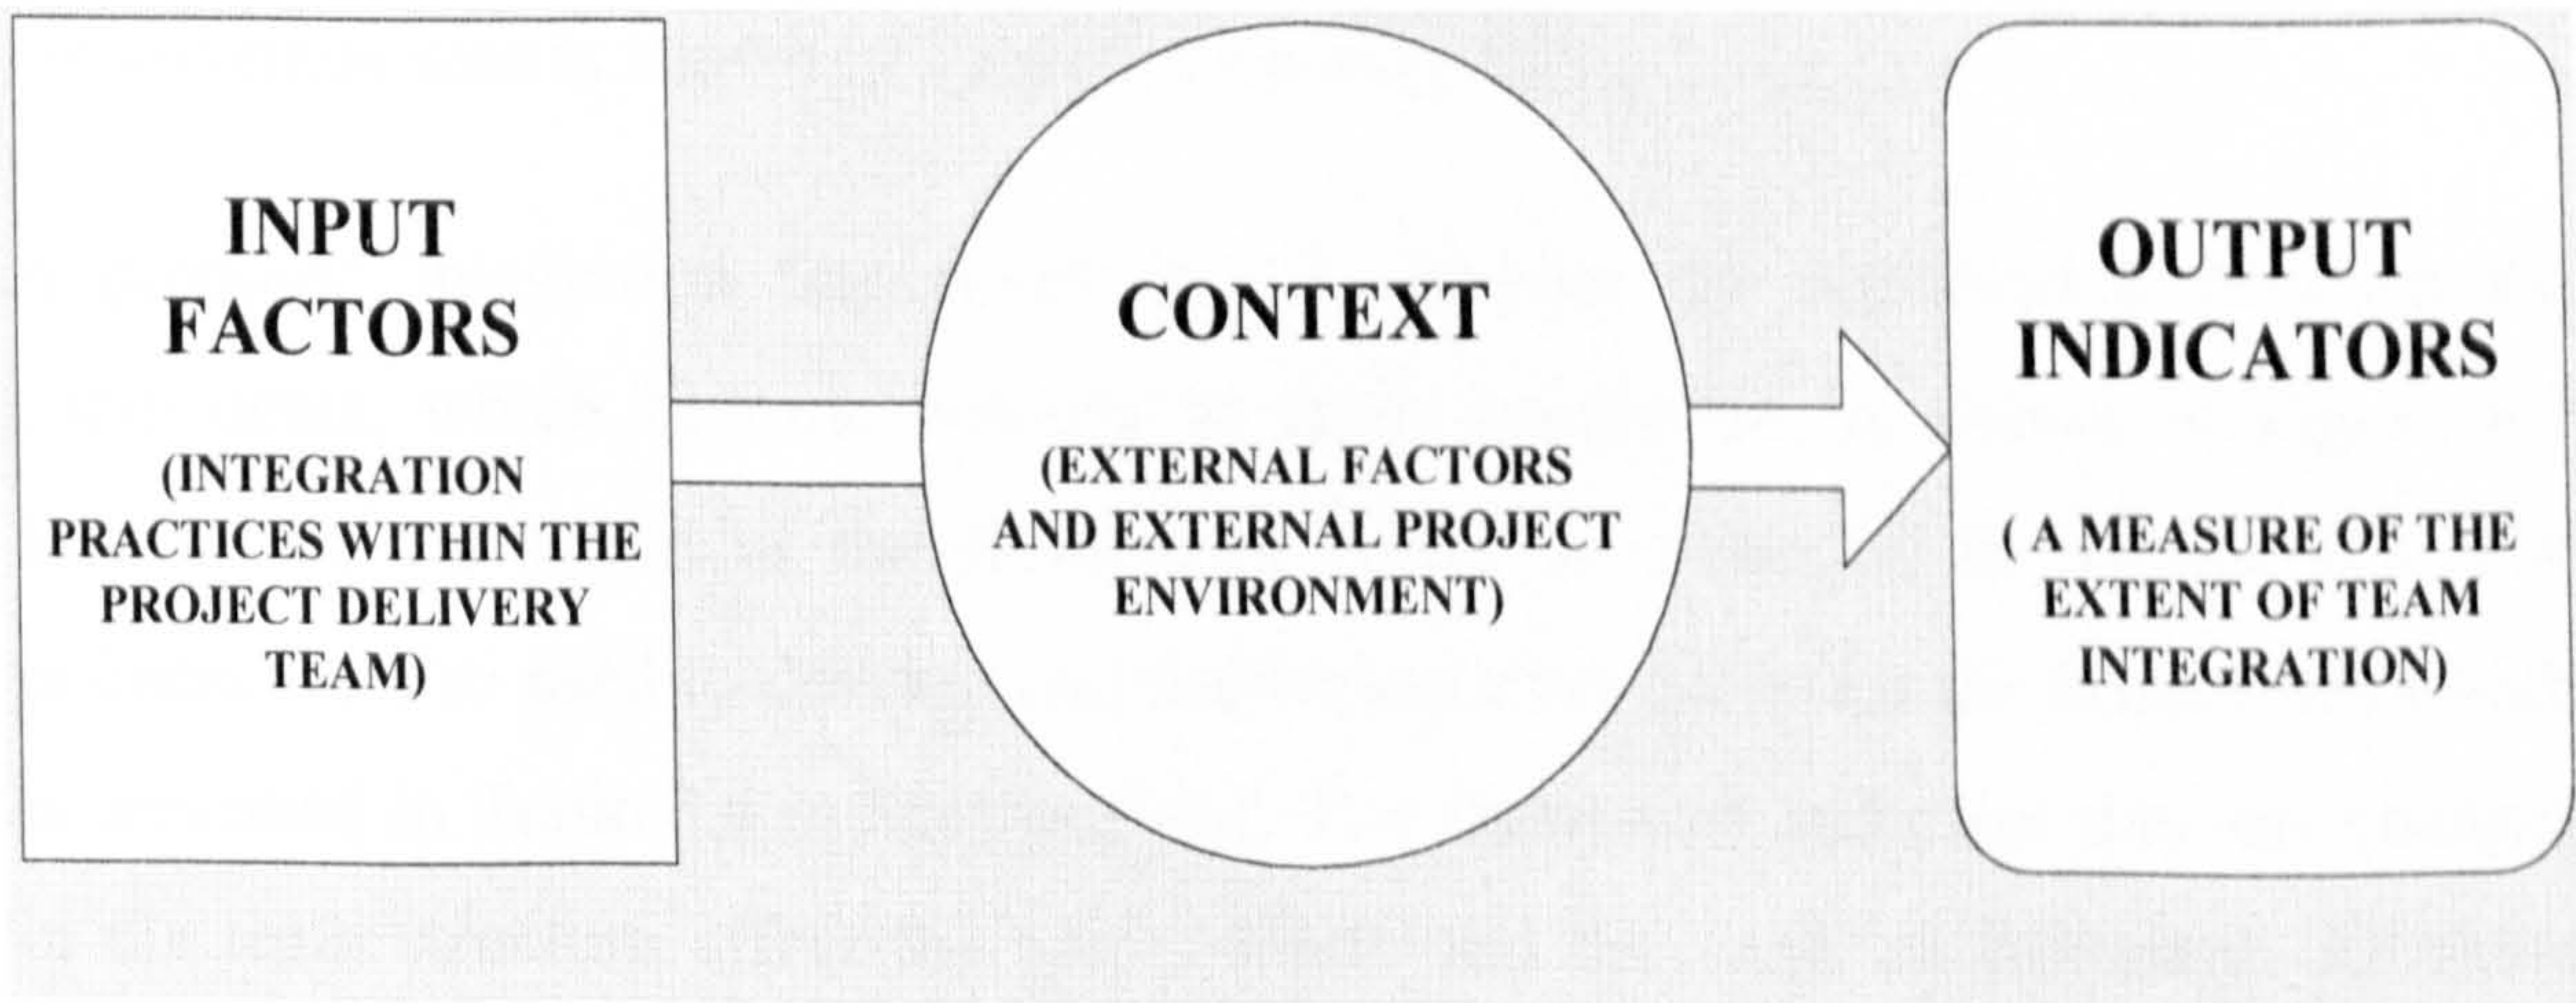 INPUT
FACTORS
(INTEGRATION
PRACTICES WITHIN THE
PROJECT DELIVERY
TEAM)
CONTEXT
(EXTERNAL FACTORS
AND EXTERNAL PROJECT
ENVIRONMENT)
OUTPUT
INDICATORS
( A MEASURE OF THE
EXTENT OF TEAM
INTEGRATION)